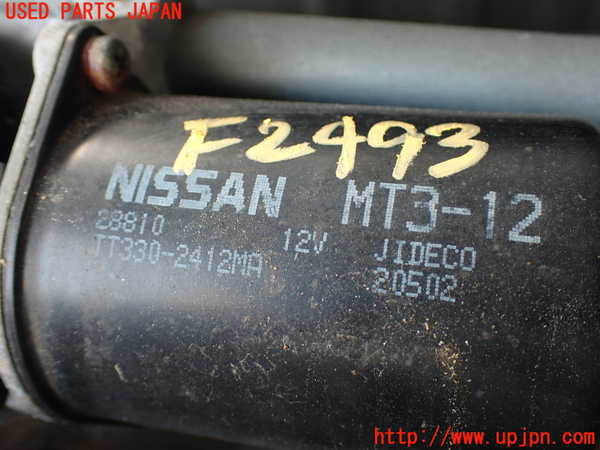 USED PARTS JAPAN
F2493
NISSAN MT3-12
28810 12V JIDECO
TT330-2412MA 20502
http://www.upjpn.com/